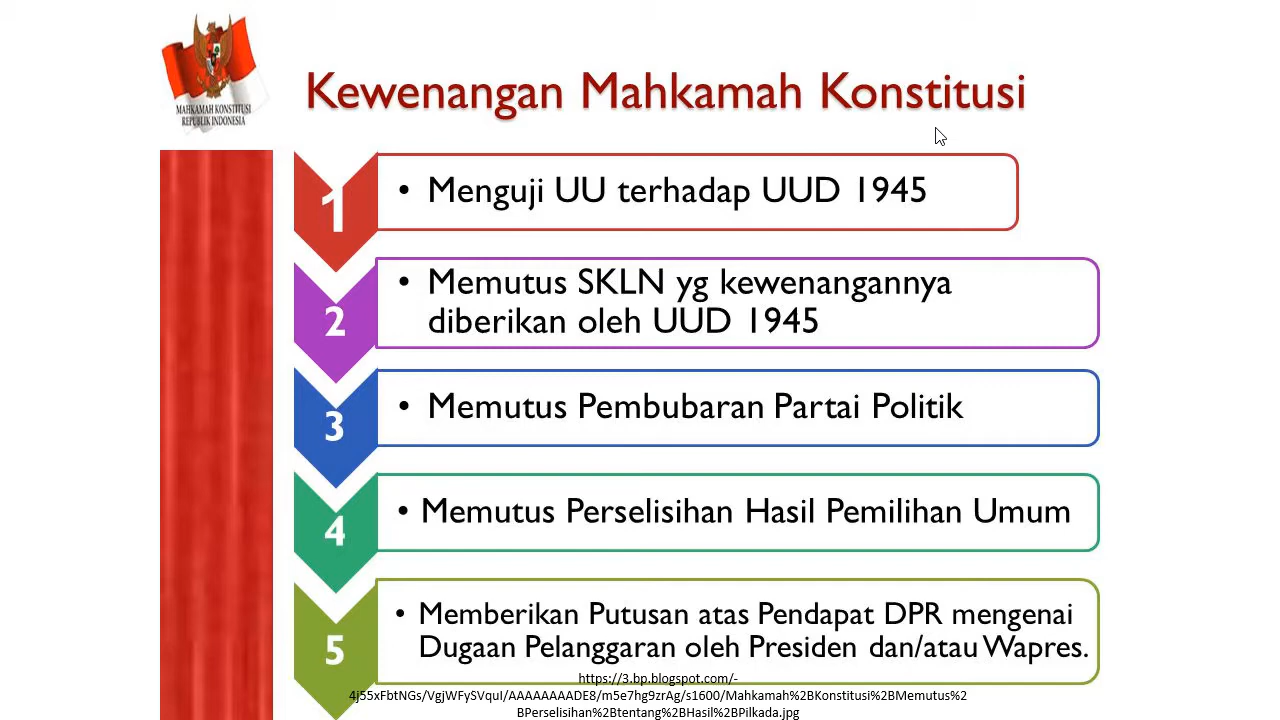 MAHKAMAH KONSTITUSI
REPUBLIK INDONESIA
Kewenangan Mahkamah Konstitusi
1
• Menguji UU terhadap UUD 1945
2
• Memutus SKLN yg kewenangannya
diberikan oleh UUD 1945
3
• Memutus Pembubaran Partai Politik
4
• Memutus Perselisihan Hasil Pemilihan Umum
5
• Memberikan Putusan atas Pendapat DPR mengenai
Dugaan Pelanggaran oleh Presiden dan/atau Wapres.
https://3.bp.blogspot.com/-
4j55xFbtNGs/VgjWFySVquI/AAAAAAAADE8/m5e7hg9zrAg/s1600/Mahkamah%2BKonstitusi%2BMemutus%2
BPerselisihan%2Btentang%2BHasil%2BPilkada.jpg